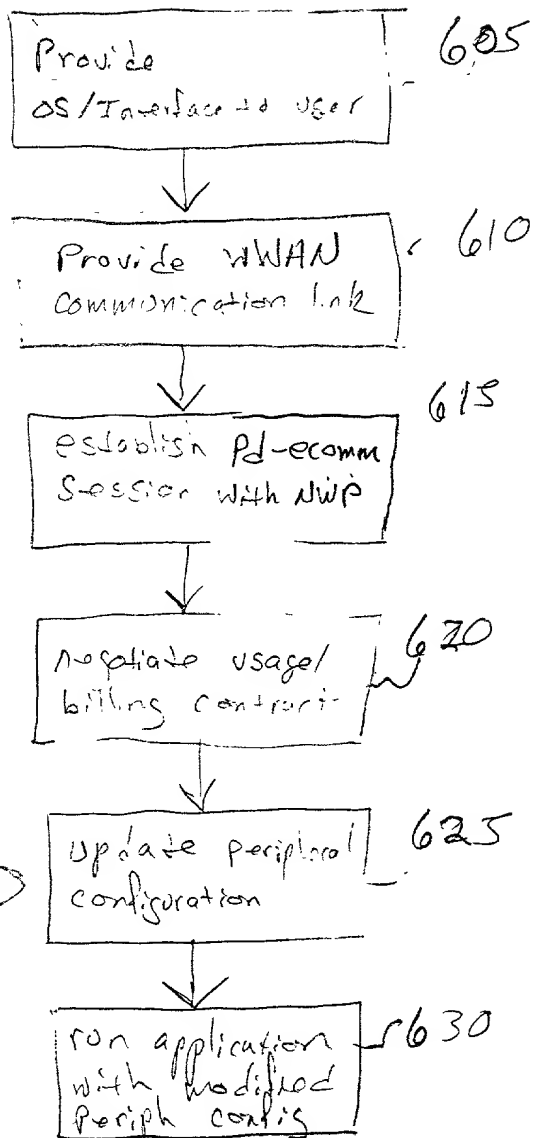 Provide
605
OS/Interface to user
Provide WWAN
610
communication link
615
establish Pd-ecomm
Session with NWP
620
negotiate usage/
billing contract
625
update peripheral
configuration
run application
630
with modified
Periph config